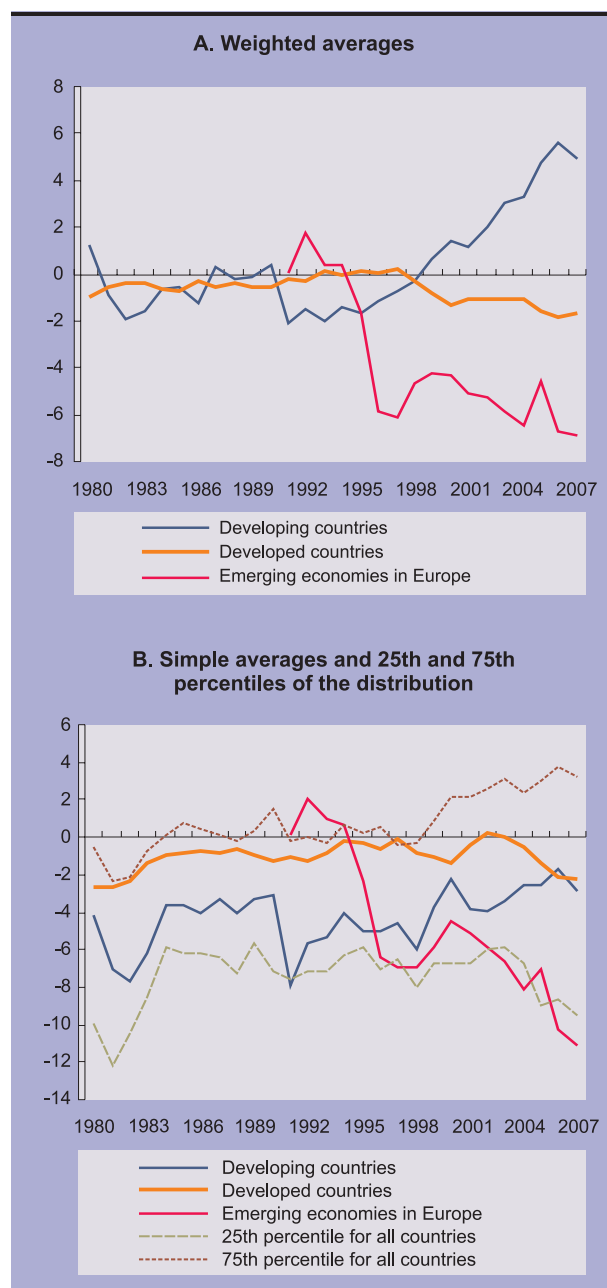 A. Weighted averages
8
6
4
2
0
-2
-4
-6
-8
1980 1983 1986 1989 1992 1995 1998 2001 2004 2007
Developing countries
Developed countries
Emerging economies in Europe
B. Simple averages and 25th and 75th
percentiles of the distribution
6
4
2
0
-2
-4
-6
-8
-10
-12
-14
1980 1983 1986 1989 1992 1995 1998 2001 2004 2007
Developing countries
Developed countries
Emerging economies in Europe
25th percentile for all countries
75th percentile for all countries